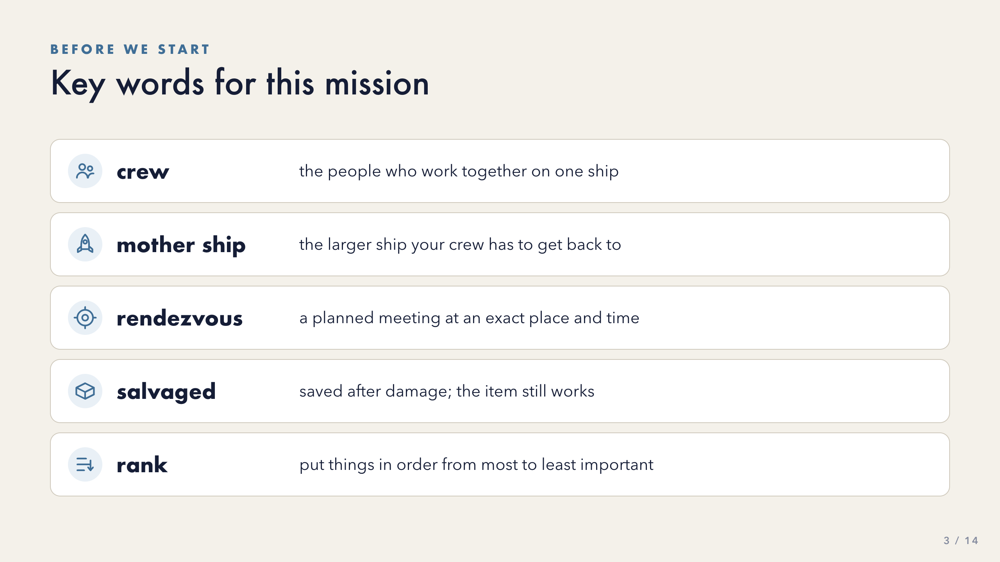 BEFORE WE START
Key words for this mission
crew the people who work together on one ship
mother ship the larger ship your crew has to get back to
rendezvous a planned meeting at an exact place and time
salvaged saved after damage; the item still works
rank put things in order from most to least important
3 / 14